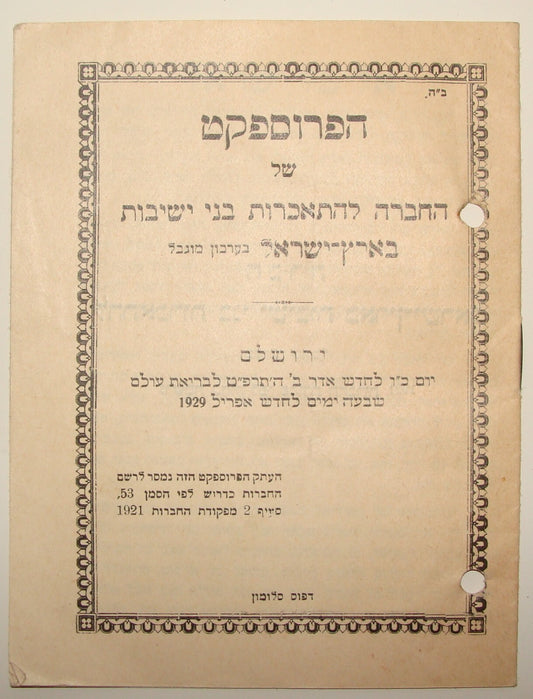 ב"ה.
הפרוספקט
של
החברה להתאכרות בני ישיבות
בארץ-ישראל בערבון מוגבל
ירושלם
יום כ"ו לחדש אדר ב' ה'תרפ"ט לבריאת עולם
שבעה ימים לחדש אפריל 1929
העתק הפרוספקט הזה נמסר לרשם
החברות כדרוש לפי הסמן 53,
סעיף 2 מפקודת החברות 1921
דפוס סלומון